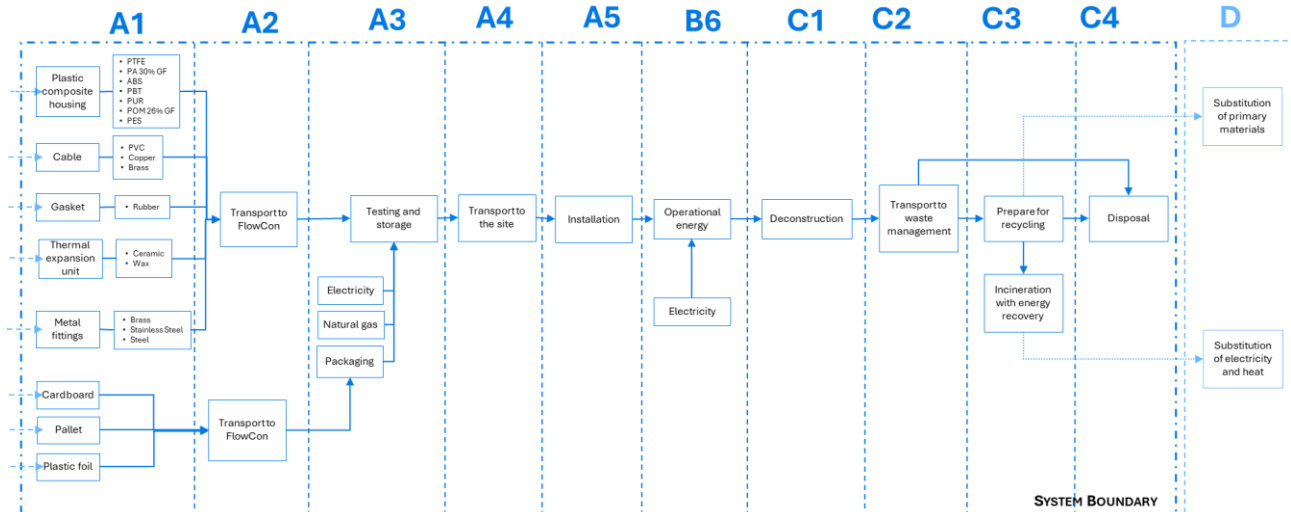 A1
A2
A3
A4
A5
B6
C1
C2
C3
C4
D
Plastic
composite
housing
• PTFE
• PA 30% GF
• ABS
• PBT
• PUR
• POM 26% GF
• PES
Cable
• PVC
• Copper
• Brass
Gasket
• Rubber
Thermal
expansion
unit
• Ceramic
• Wax
Metal
fittings
• Brass
• Stainless Steel
• Steel
Cardboard
Pallet
Plastic foil
Transport to
FlowCon
Transport to
FlowCon
Testing and
storage
Electricity
Natural gas
Packaging
Transport to
the site
Installation
Operational
energy
Electricity
Deconstruction
Transport to
waste
management
Prepare for
recycling
Incineration
with energy
recovery
Disposal
Substitution
of primary
materials
Substitution
of electricity
and heat
SYSTEM BOUNDARY